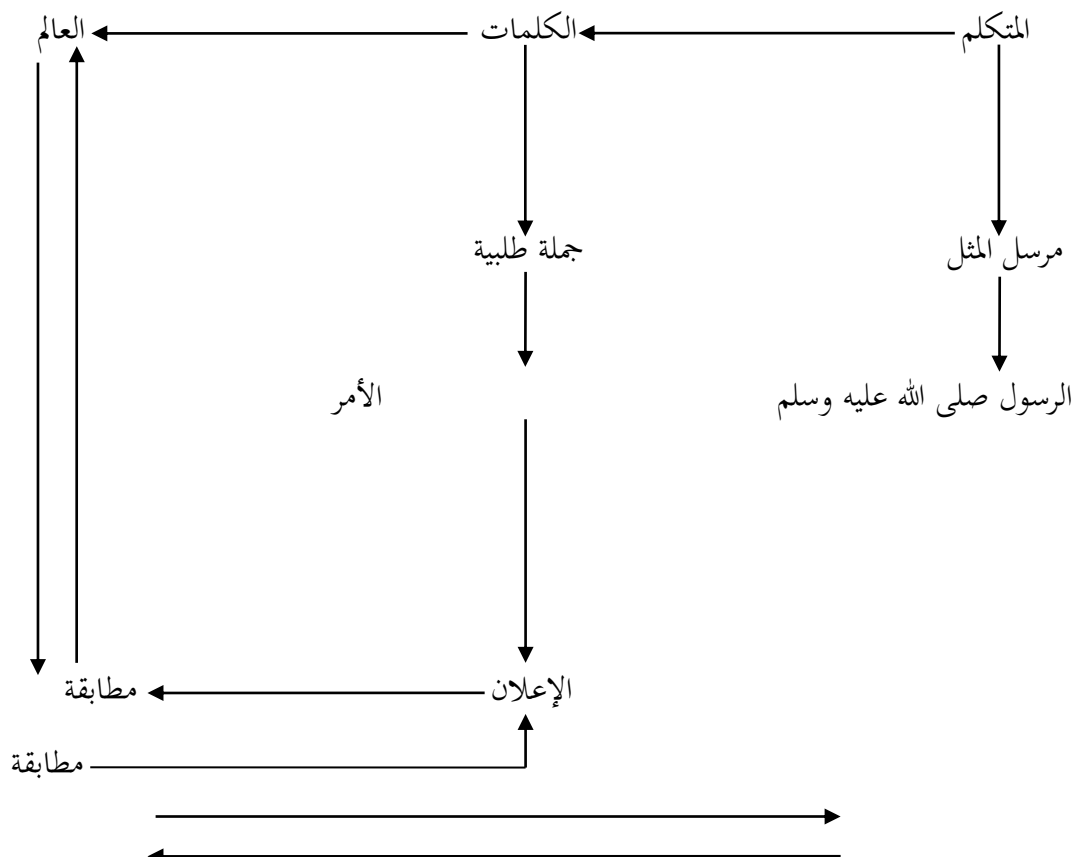 المتكلم الكلمات العالم
مرسل المثل جملة طلبية
الرسول صلى الله عليه وسلم الأمر
الإعلان مطابقة
مطابقة